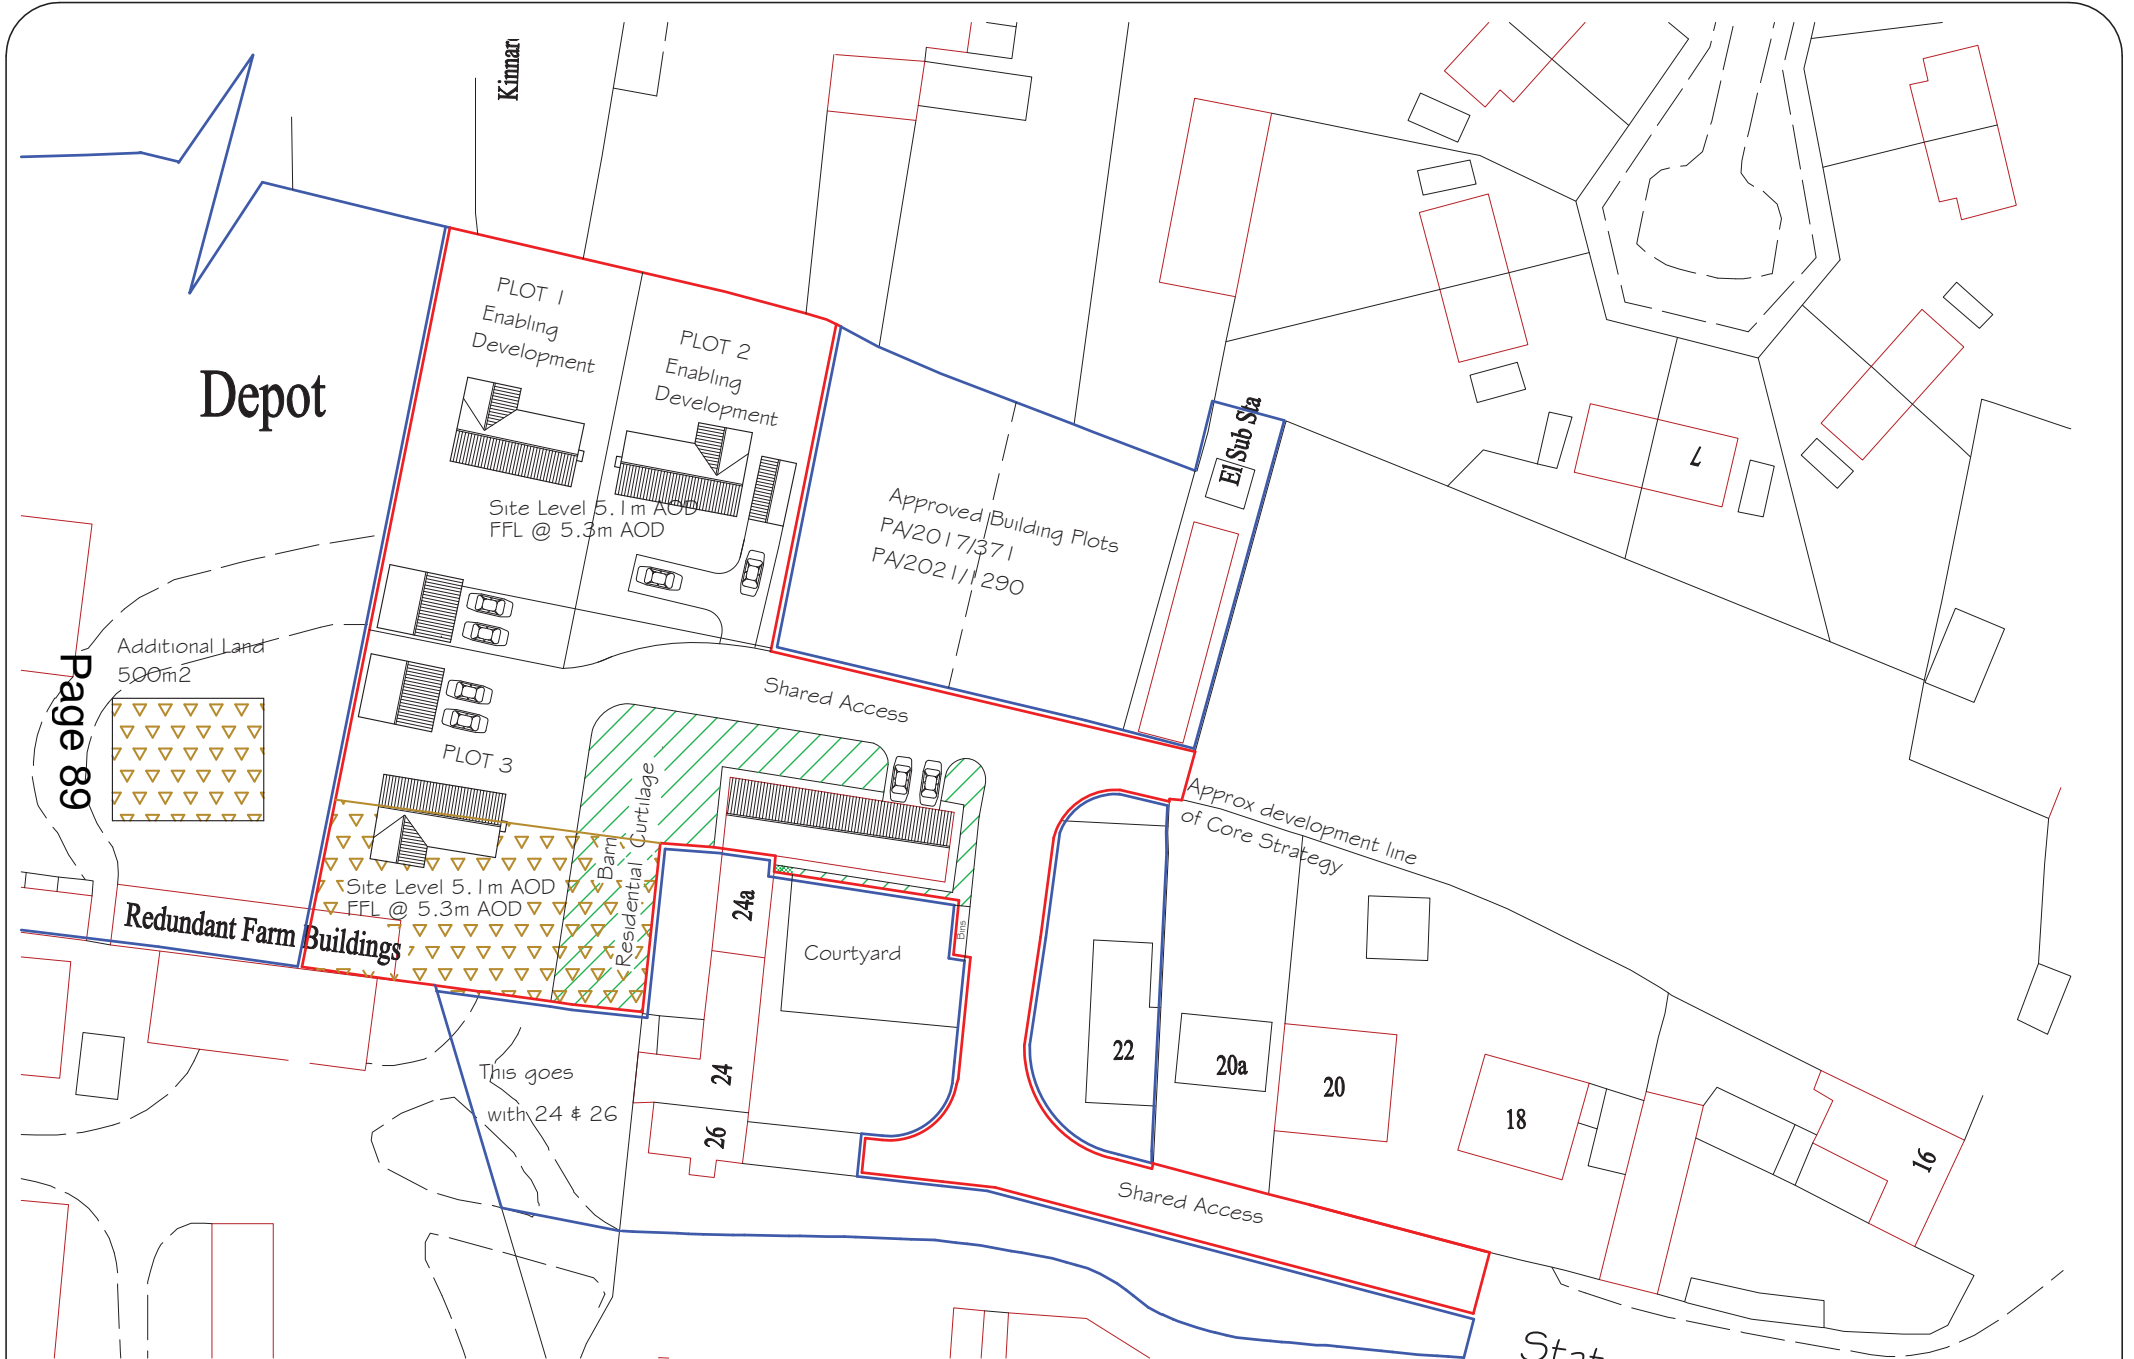 Kinnar
PLOT 1
Enabling
Development
PLOT 2
Enabling
Development
Depot
Site Level 5.1m AOD
FFL @ 5.3m AOD
Approved Building Plots
PA/2017/371
PA/2021/1290
El Sub Sta
7
Additional Land
500m2
Page 89
Shared Access
PLOT 3
Barn
Residential Curtilage
Approx development line
of Core Strategy
Site Level 5.1m AOD
FFL @ 5.3m AOD
Redundant Farm Buildings
24a
Courtyard
Bins
22
20a
20
18
16
This goes
with 24 & 26
24
26
Shared Access
Stat